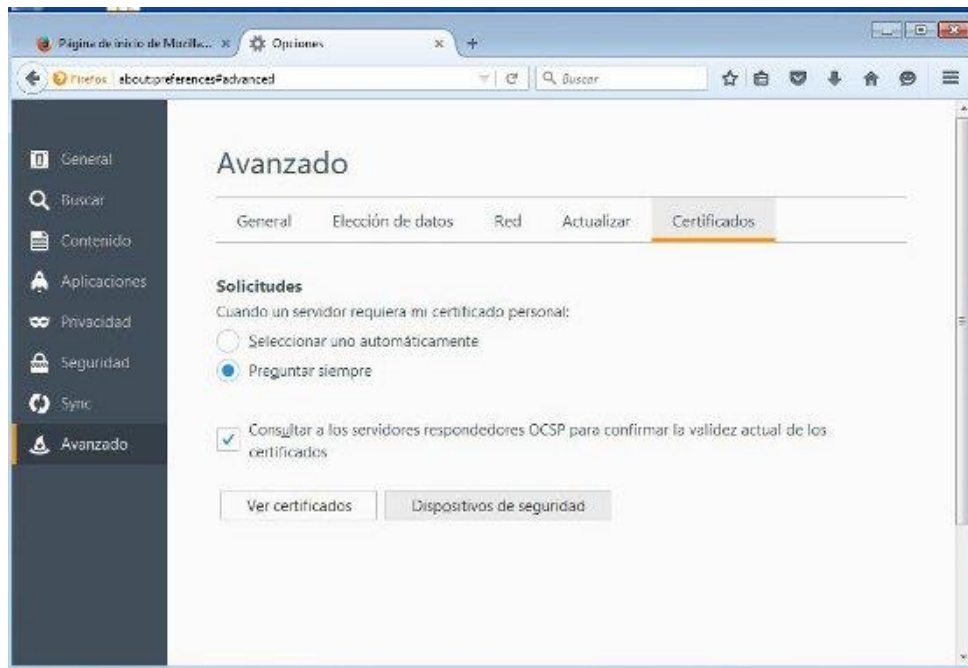 Página de inicio de Mozilla... × Opciones × +
Firefox about:preferences#advanced Buscar
General
Buscar
Contenido
Aplicaciones
Privacidad
Seguridad
Sync
Avanzado
Avanzado
General Elección de datos Red Actualizar Certificados
Solicitudes
Cuando un servidor requiera mi certificado personal:
Seleccionar uno automáticamente
Preguntar siempre
Consultar a los servidores respondedores OCSP para confirmar la validez actual de los
certificados
Ver certificados Dispositivos de seguridad